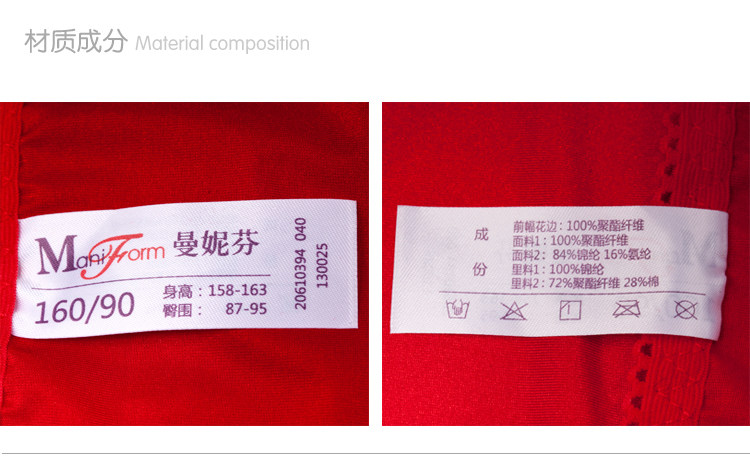 材质成分 Material composition
ManiForm 曼妮芬
160/90
身高：158-163
臀围： 87-95
20610394 040
130025
成份
前幅花边：100%聚酯纤维
面料1：100%聚酯纤维
面料2：84%锦纶 16%氨纶
里料1：100%锦纶
里料2：72%聚酯纤维 28%棉